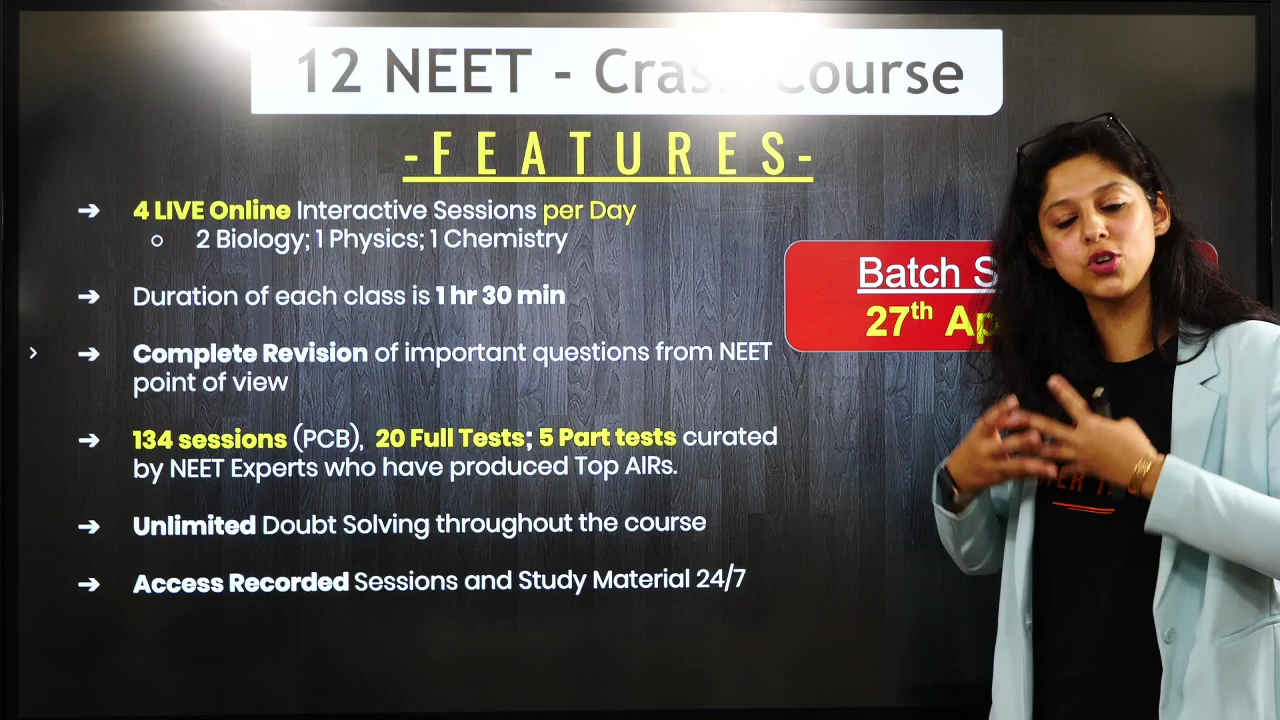 12 NEET - Crash Course
-FEATURES-
➔ 4 LIVE Online Interactive Sessions per Day
○ 2 Biology; 1 Physics; 1 Chemistry
➔ Duration of each class is 1 hr 30 min
➔ Complete Revision of important questions from NEET
point of view
➔ 134 sessions (PCB), 20 Full Tests; 5 Part tests curated
by NEET Experts who have produced Top AIRs.
➔ Unlimited Doubt Solving throughout the course
➔ Access Recorded Sessions and Study Material 24/7
Batch
27th